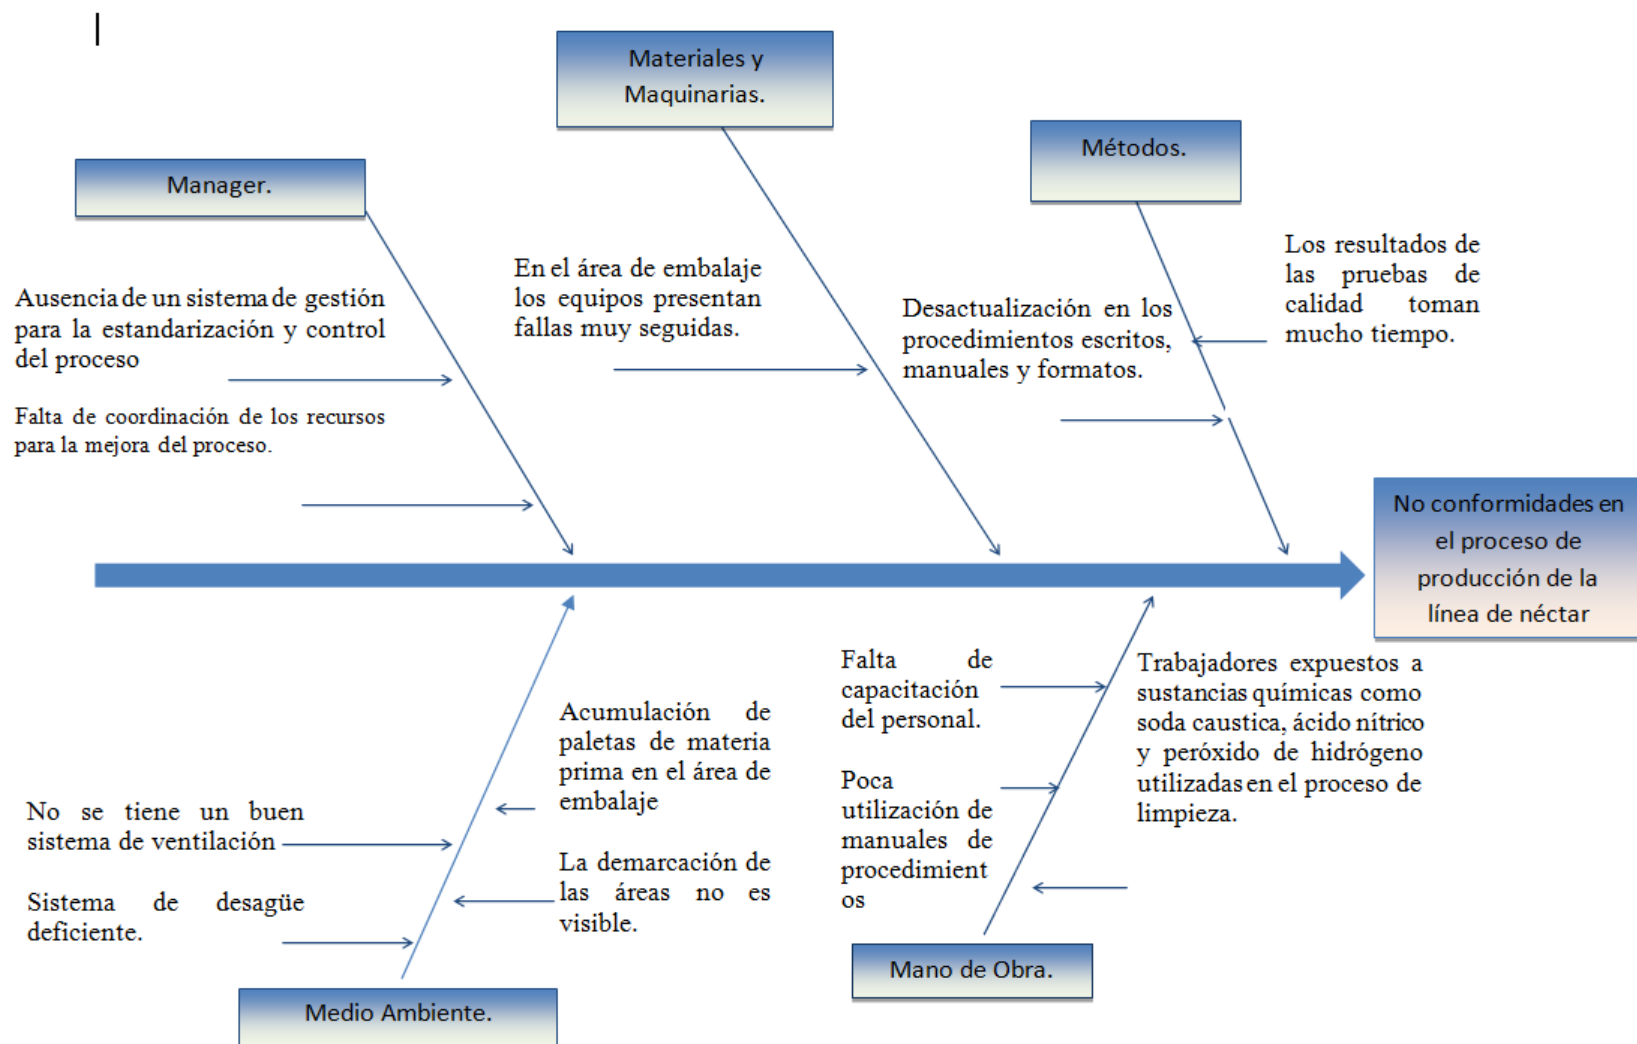 Materiales y
Maquinarias.
Métodos.
Manager.
Ausencia de un sistema de gestión
para la estandarización y control
del proceso
Falta de coordinación de los recursos
para la mejora del proceso.
En el área de embalaje
los equipos presentan
fallas muy seguidas.
Desactualización en los
procedimientos escritos,
manuales y formatos.
Los resultados de
las pruebas de
calidad toman
mucho tiempo.
No conformidades en
el proceso de
producción de la
línea de néctar
No se tiene un buen
sistema de ventilación
Sistema de desagüe
deficiente.
Acumulación de
paletas de materia
prima en el área de
embalaje
La demarcación de
las áreas no es
visible.
Falta de
capacitación
del personal.
Poca
utilización de
manuales de
procedimient
os
Trabajadores expuestos a
sustancias químicas como
soda caustica, ácido nítrico
y peróxido de hidrógeno
utilizadas en el proceso de
limpieza.
Mano de Obra.
Medio Ambiente.